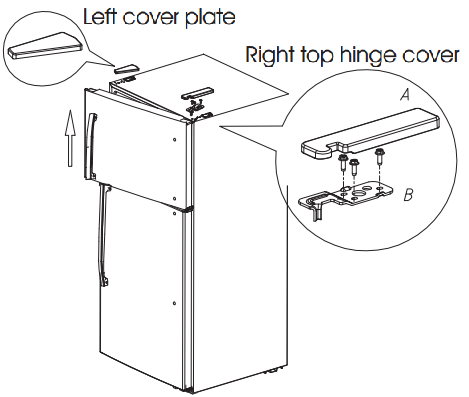 Left cover plate
Right top hinge cover
A
B